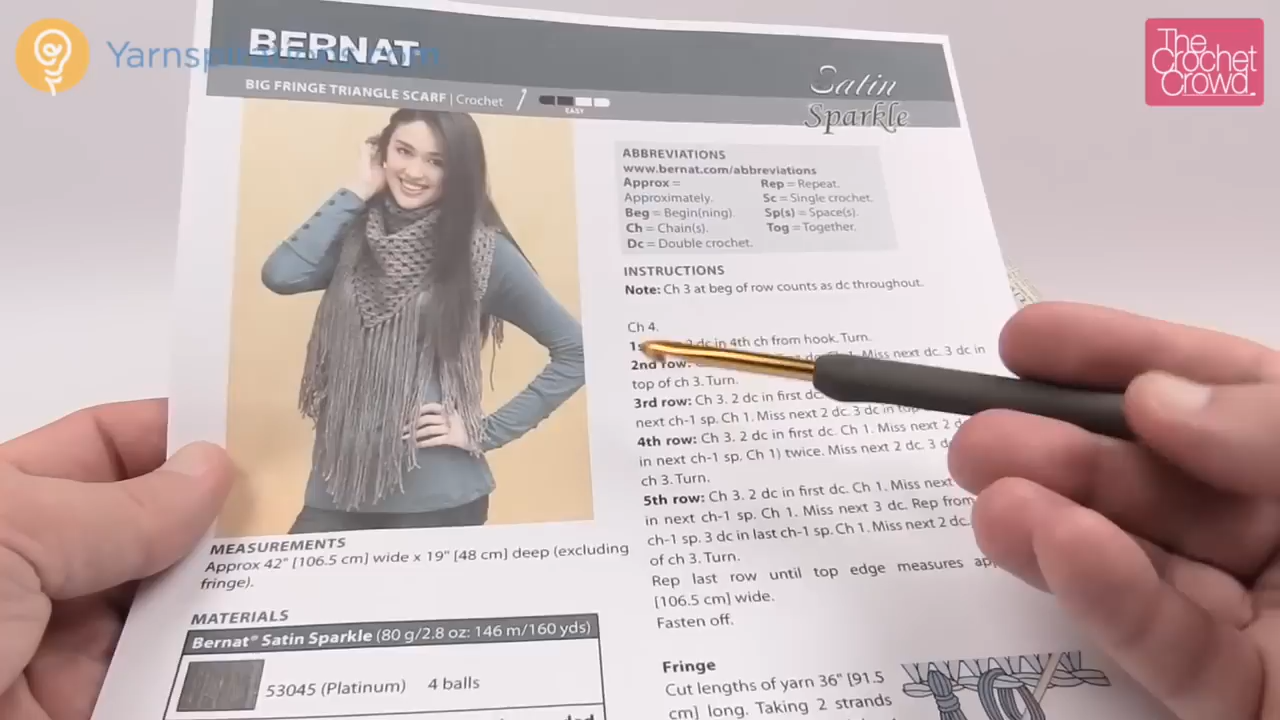 Yarnspirations.com
The
Crochet
Crowd
BERNAT
BIG FRINGE TRIANGLE SCARF | Crochet
EASY
Satin
Sparkle
MEASUREMENTS
Approx 42" [106.5 cm] wide x 19" [48 cm] deep (excluding
fringe).
MATERIALS
Bernat® Satin Sparkle (80 g/2.8 oz: 146 m/160 yds)
53045 (Platinum) 4 balls
ABBREVIATIONS
www.bernat.com/abbreviations
Approx =
Approximately.
Beg = Begin(ning).
Ch = Chain(s).
Dc = Double crochet.
Rep = Repeat.
Sc = Single crochet.
Sp(s) = Space(s).
Tog = Together.
INSTRUCTIONS
Note: Ch 3 at beg of row counts as dc throughout.
Ch 4.
dc in 4th ch from hook. Turn.
2nd row: Miss next dc. 3 dc in
top of ch 3. Turn.
3rd row: Ch 3. 2 dc in first dc.
next ch-1 sp. Ch 1. Miss next 2 dc. 3 dc in
4th row: Ch 3. 2 dc in first dc. Ch 1. Miss next 2
in next ch-1 sp. Ch 1) twice. Miss next 2 dc. 3
ch 3. Turn.
5th row: Ch 3. 2 dc in first dc. Ch 1. Miss next
in next ch-1 sp. Ch 1. Miss next 3 dc. Rep from
ch-1 sp. 3 dc in last ch-1 sp. Ch 1. Miss next 2 dc.
of ch 3. Turn.
Rep last row until top edge measures
[106.5 cm] wide.
Fasten off.
Fringe
Cut lengths of yarn 36" [91.5
cm] long. Taking 2 strands